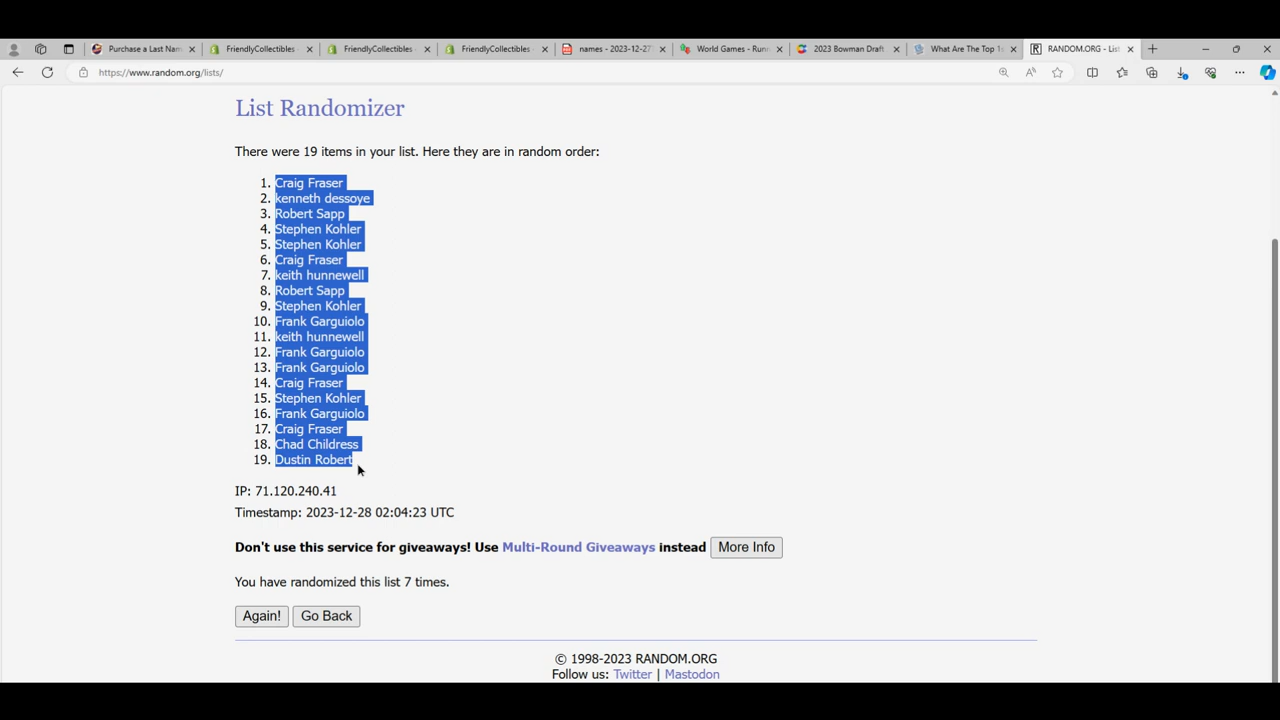 Purchase a Last Nam
FriendlyCollectibles
FriendlyCollectibles
FriendlyCollectibles
names - 2023-12-27
World Games - Run
2023 Bowman Draft
What Are The Top 1
RANDOM.ORG - Lis
https://www.random.org/lists/
List Randomizer
There were 19 items in your list. Here they are in random order:
1. Craig Fraser
2. kenneth dessoye
3. Robert Sapp
4. Stephen Kohler
5. Stephen Kohler
6. Craig Fraser
7. keith hunnewell
8. Robert Sapp
9. Stephen Kohler
10. Frank Garguiolo
11. keith hunnewell
12. Frank Garguiolo
13. Frank Garguiolo
14. Craig Fraser
15. Stephen Kohler
16. Frank Garguiolo
17. Craig Fraser
18. Chad Childress
19. Dustin Robert
IP: 71.120.240.41
Timestamp: 2023-12-28 02:04:23 UTC
Don't use this service for giveaways! Use Multi-Round Giveaways instead More Info
You have randomized this list 7 times.
Again! Go Back
© 1998-2023 RANDOM.ORG
Follow us: Twitter | Mastodon